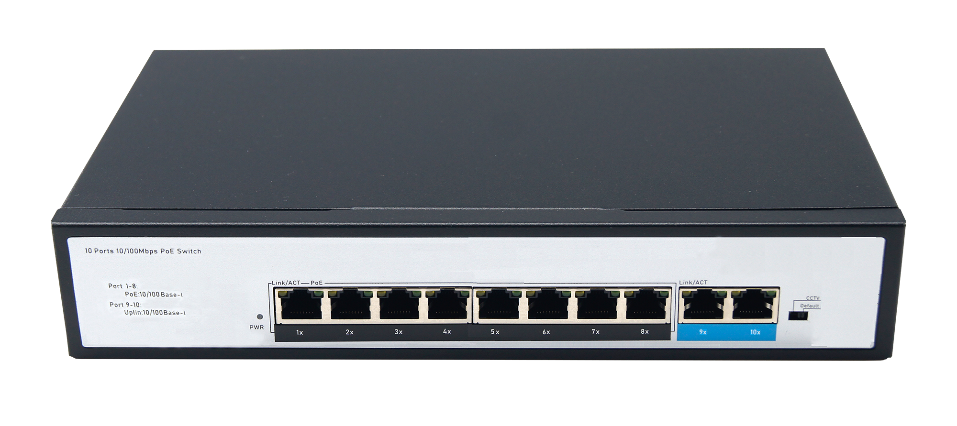 10 Ports 10/100Mbps PoE Switch
Port 1-8:
PoE:10/100Base-t
Port 9-10:
Uplin:10/100Base-t
PWR
Link/ACT PoE
1x 2x 3x 4x 5x 6x 7x 8x
Link/ACT
9x 10x
CCTV
Default